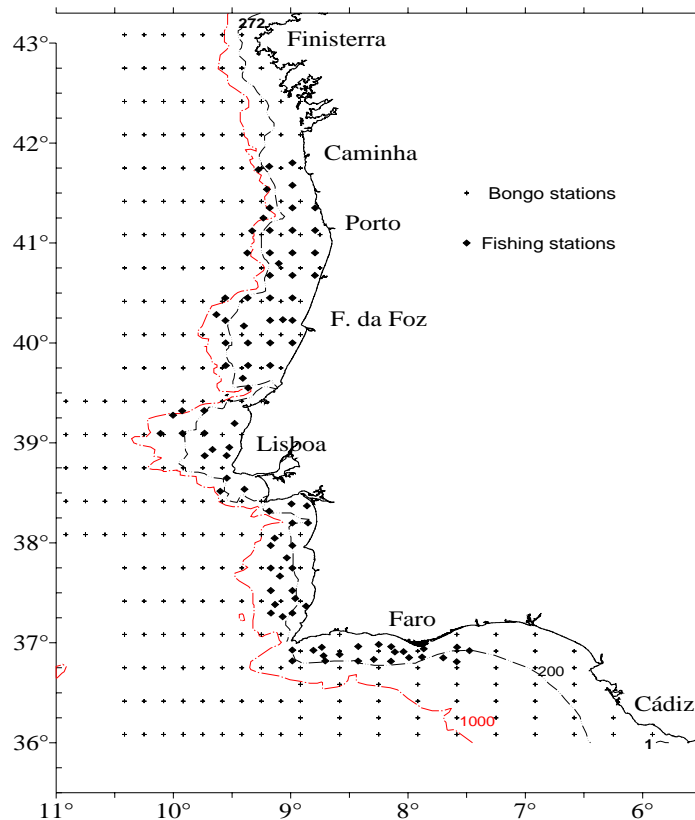 272
43°
Finisterra
42°
Caminha
Bongo stations
Porto
41°
Fishing stations
F. da Foz
40°
39°
Lisboa
38°
Faro
37°
200
Cádiz
1000
1
36°
11°
10°
9°
8°
7°
6°